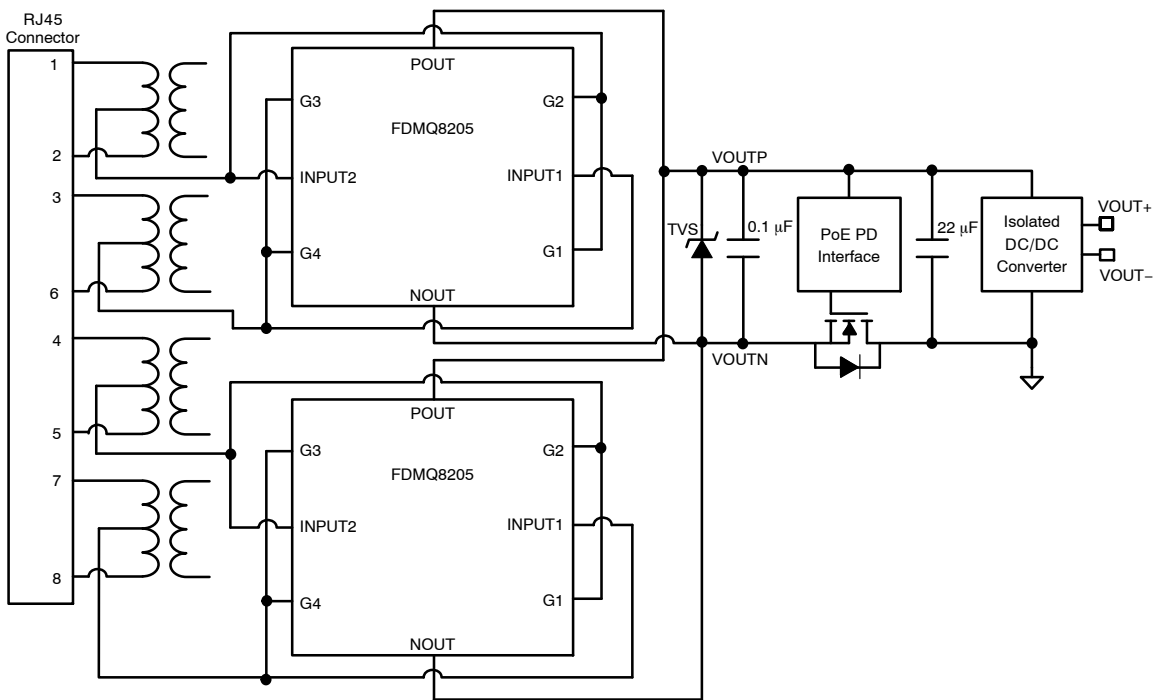 RJ45
Connector
1
2
3
6
4
5
7
8
POUT
G3
G2
FDMQ8205
INPUT2
INPUT1
G4
G1
NOUT
POUT
G3
G2
FDMQ8205
INPUT2
INPUT1
G4
G1
NOUT
VOUTP
TVS
0.1 μF
VOUTN
PoE PD
Interface
22 μF
Isolated
DC/DC
Converter
VOUT+
VOUT−